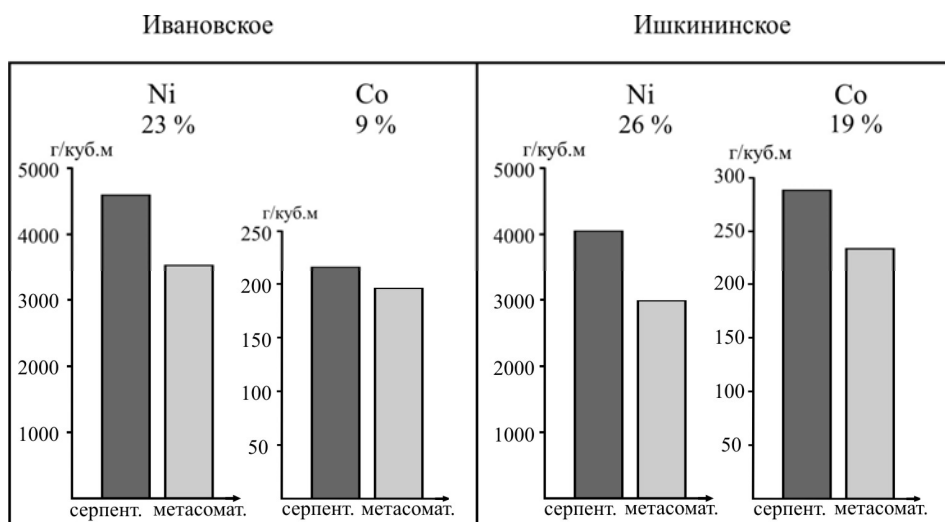 Ивановское
Ni
23 %
г/куб.м
5000
4000
3000
2000
1000
серпент. метасомат.
Co
9 %
г/куб.м
250
200
150
100
50
серпент. метасомат.
Ишкининское
Ni
26 %
г/куб.м
5000
4000
3000
2000
1000
серпент. метасомат.
Co
19 %
г/куб.м
300
250
200
150
100
50
серпент. метасомат.